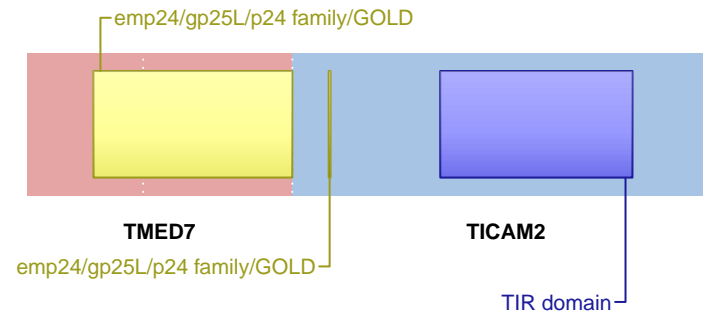 emp24/gp25L/p24 family/GOLD
TMED7
TICAM2
emp24/gp25L/p24 family/GOLD
TIR domain